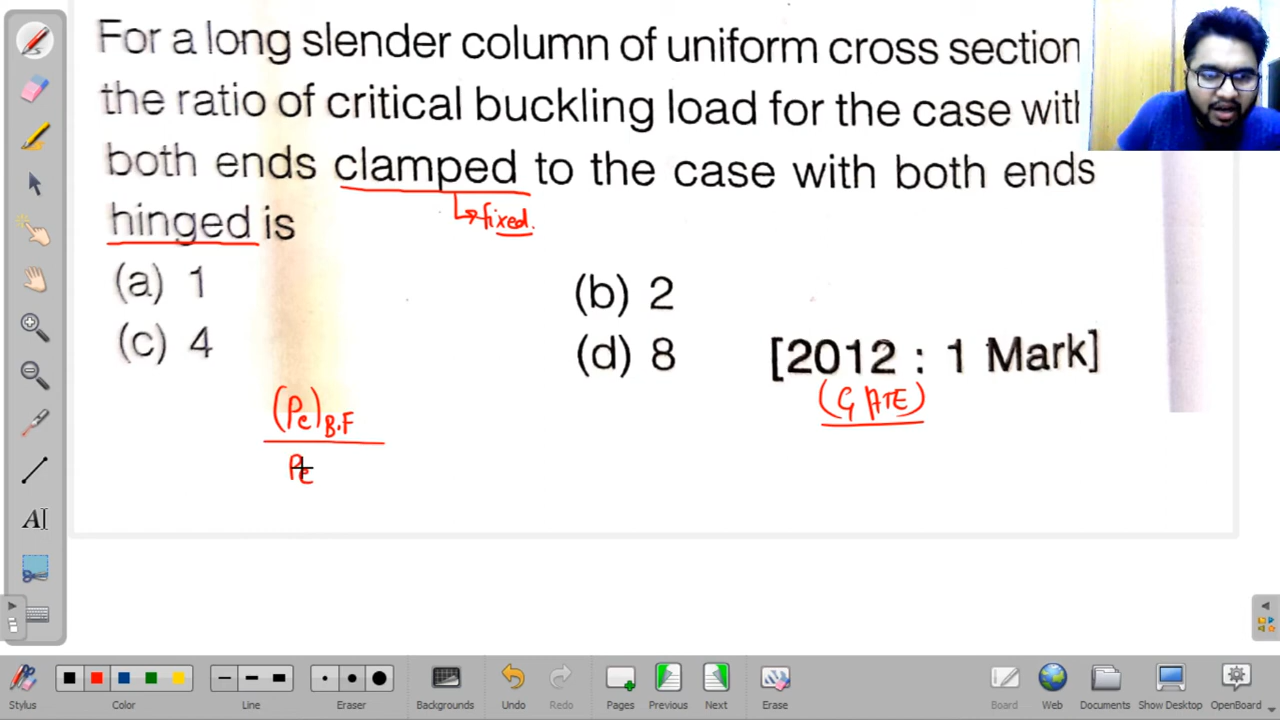 For a long slender column of uniform cross section
the ratio of critical buckling load for the case with
both ends clamped to the case with both ends
↳ fixed.
hinged is
(a) 1
(b) 2
(c) 4
(d) 8
[2012 : 1 Mark]
(GATE)
(Pe)B.F
Pe
Stylus
Color
Line
Eraser
Backgrounds
Undo
Redo
Pages
Previous
Next
Erase
Board
Web
Documents
Show Desktop
OpenBoard